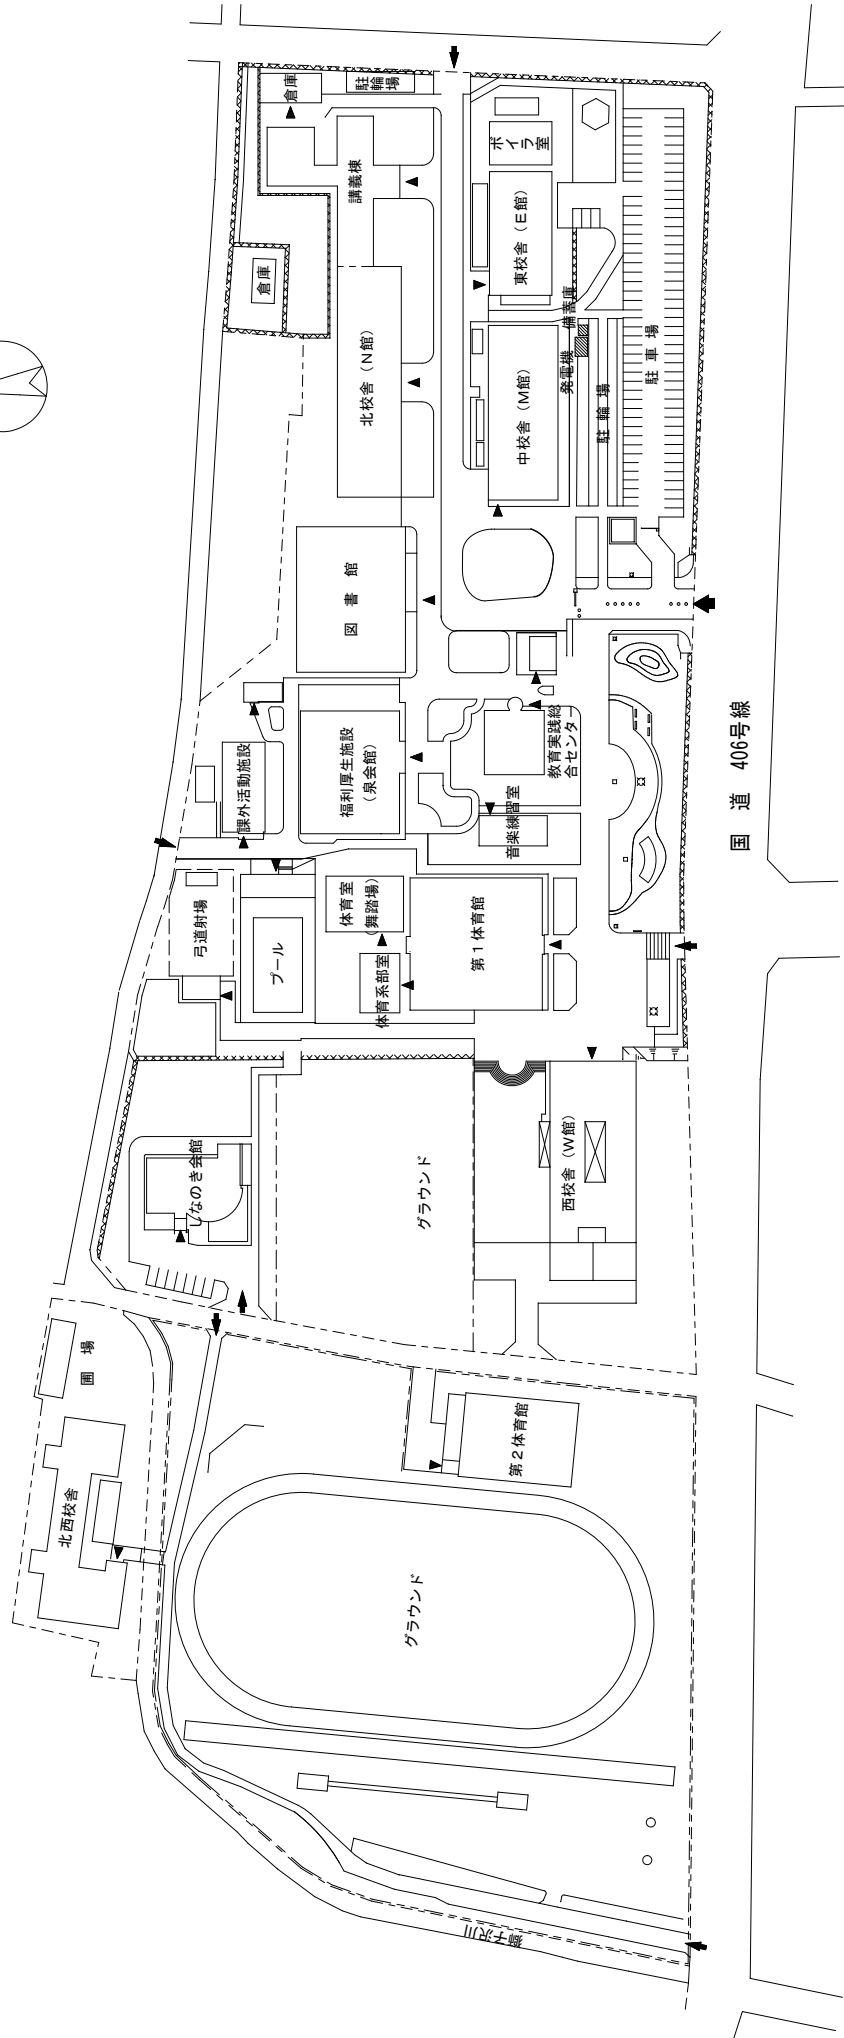 倉庫
駐輪場
講義棟
ボイラ室
倉庫
東校舎（E館）
備蓄庫
発電機
駐車場
北校舎（N館）
中校舎（M館）
駐輪場
図書館
国道 406号線
課外活動施設
福利厚生施設
（泉会館）
教育実践総
合センター
音楽練習室
弓道射場
プール
体育室
（舞踏場）
体育系部室
第1体育館
しなのき会館
グラウンド
西校舎（W館）
圃場
北西校舎
第2体育館
グラウンド
獅子沢川